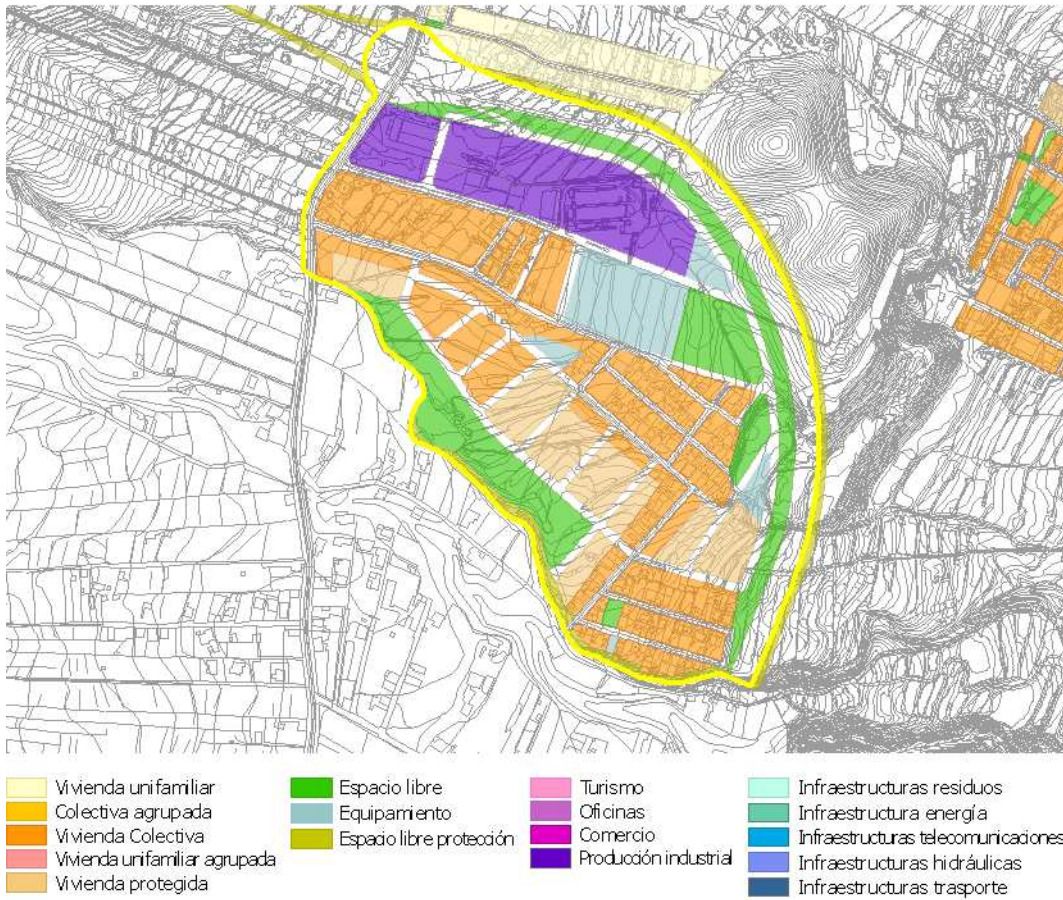 Vivienda unifamiliar
Colectiva agrupada
Vivienda Colectiva
Vivienda unifamiliar agrupada
Vivienda protegida
Espacio libre
Equipamiento
Espacio libre protección
Turismo
Oficinas
Comercio
Producción industrial
Infraestructuras residuos
Infraestructura energía
Infraestructuras telecomunicaciones
Infraestructuras hidráulicas
Infraestructuras trasporte